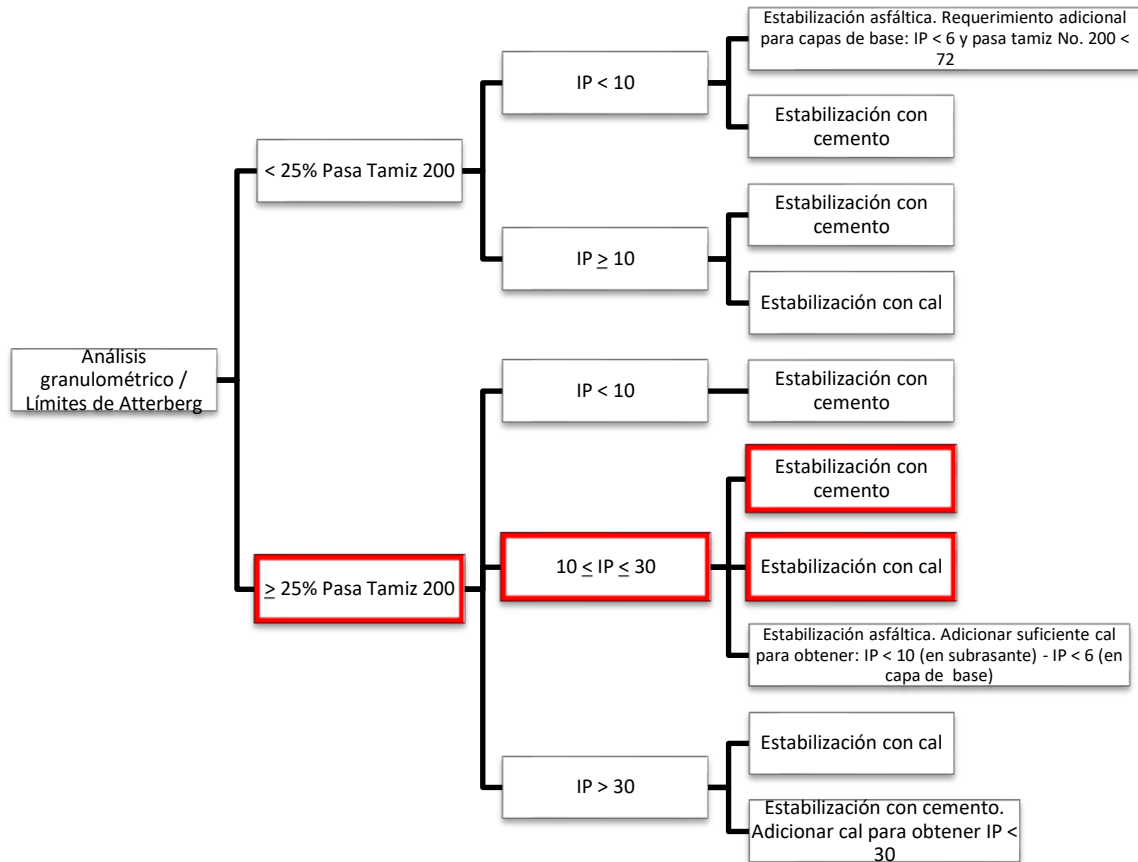 Análisis
granulométrico /
Límites de Atterberg
< 25% Pasa Tamiz 200
IP < 10
Estabilización asfáltica. Requerimiento adicional
para capas de base: IP < 6 y pasa tamiz No. 200 <
72
Estabilización con
cemento
IP ≥ 10
Estabilización con
cemento
Estabilización con cal
≥ 25% Pasa Tamiz 200
IP < 10
Estabilización con
cemento
10 ≤ IP ≤ 30
Estabilización con
cemento
Estabilización con cal
Estabilización asfáltica. Adicionar suficiente cal
para obtener: IP < 10 (en subrasante) - IP < 6 (en
capa de base)
IP > 30
Estabilización con cal
Estabilización con cemento.
Adicionar cal para obtener IP <
30